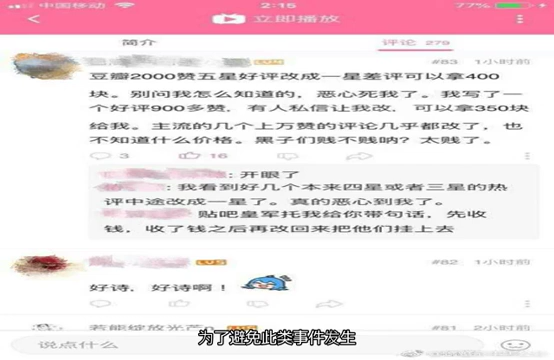 中国移动
2:15
77%
立即播放
简介
评论 279
LV5
#83 1小时前
豆瓣2000赞五星好评改成一星差评可以拿400
块。别问我怎么知道的，恶心死我了。我写了一
个好评900多赞，有人私信让我改，可以拿350块
给我。主流的几个上万赞的评论几乎都改了，也
不知道什么价格。黑子们贱不贱呐？太贱了。
3 16
：开眼了
：我看到好几个本来四星或者三星的热
评中途改成一星了。真的恶心到我了。
贴吧皇军托我给你带句话，先收
钱，收了钱之后再改回来把他们挂上去
LV5
#82 1小时前
好诗，好诗啊！
若能绽放光芒
#81
说点什么
为了避免此类事件发生